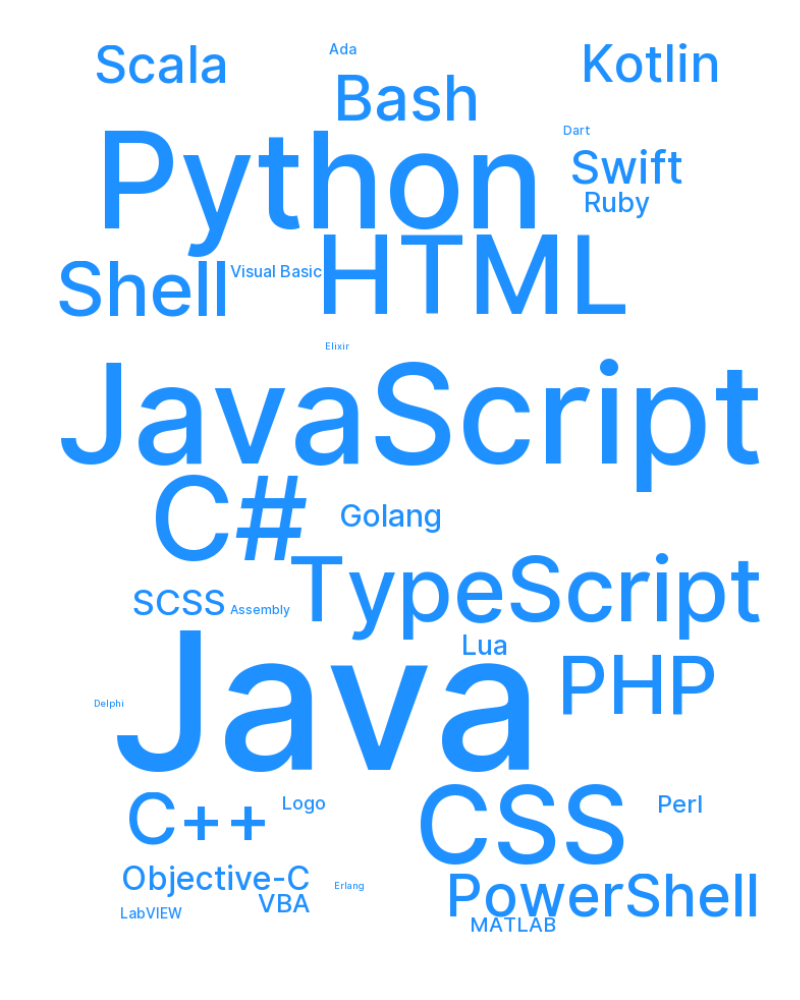 Scala
Ada
Kotlin
Bash
Dart
Python
Swift
Ruby
HTML
Shell
Visual Basic
Elixir
JavaScript
C#
Golang
TypeScript
SCSS
Assembly
Lua
Java
PHP
Delphi
CSS
C++
Logo
Perl
Objective-C
Erlang
PowerShell
VBA
LabVIEW
MATLAB